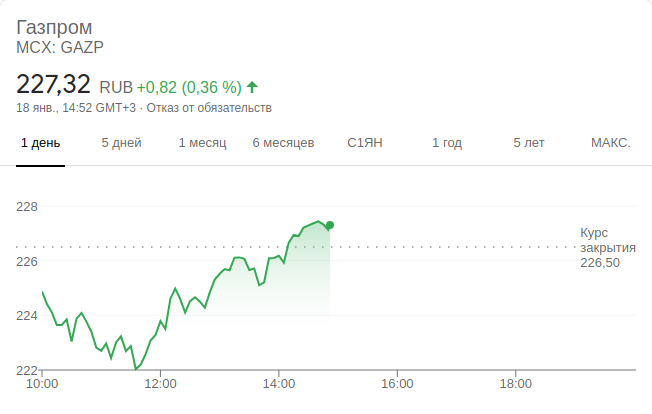 Газпром
MCX: GAZP
227,32 RUB +0,82 (0,36 %)
18 янв., 14:52 GMT+3 · Отказ от обязательств
1 день 5 дней 1 месяц 6 месяцев С1ЯН 1 год 5 лет МАКС.
228
Курс
закрытия
226,50
226
224
222
10:00 12:00 14:00 16:00 18:00